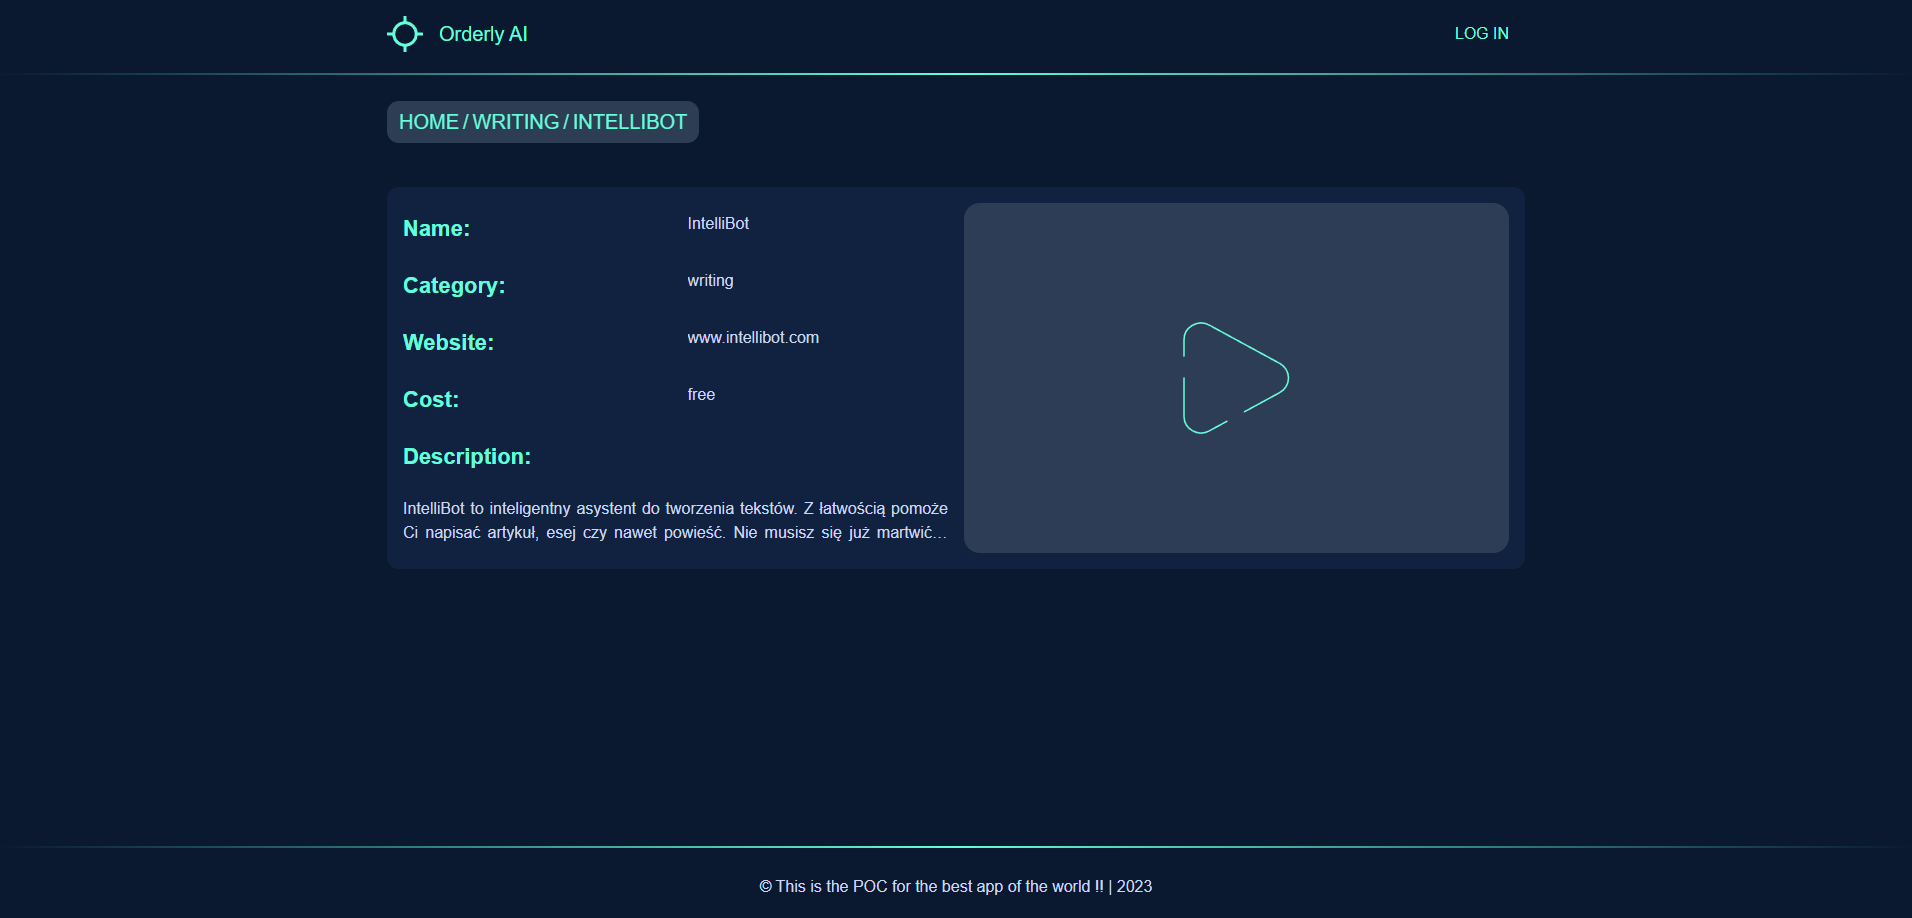 Orderly AI
LOG IN
HOME / WRITING / INTELLIBOT
Name:
IntelliBot
Category:
writing
Website:
www.intellibot.com
Cost:
free
Description:
IntelliBot to inteligentny asystent do tworzenia tekstów. Z łatwością pomoże
Ci napisać artykuł, esej czy nawet powieść. Nie musisz się już martwić…
© This is the POC for the best app of the world !! | 2023